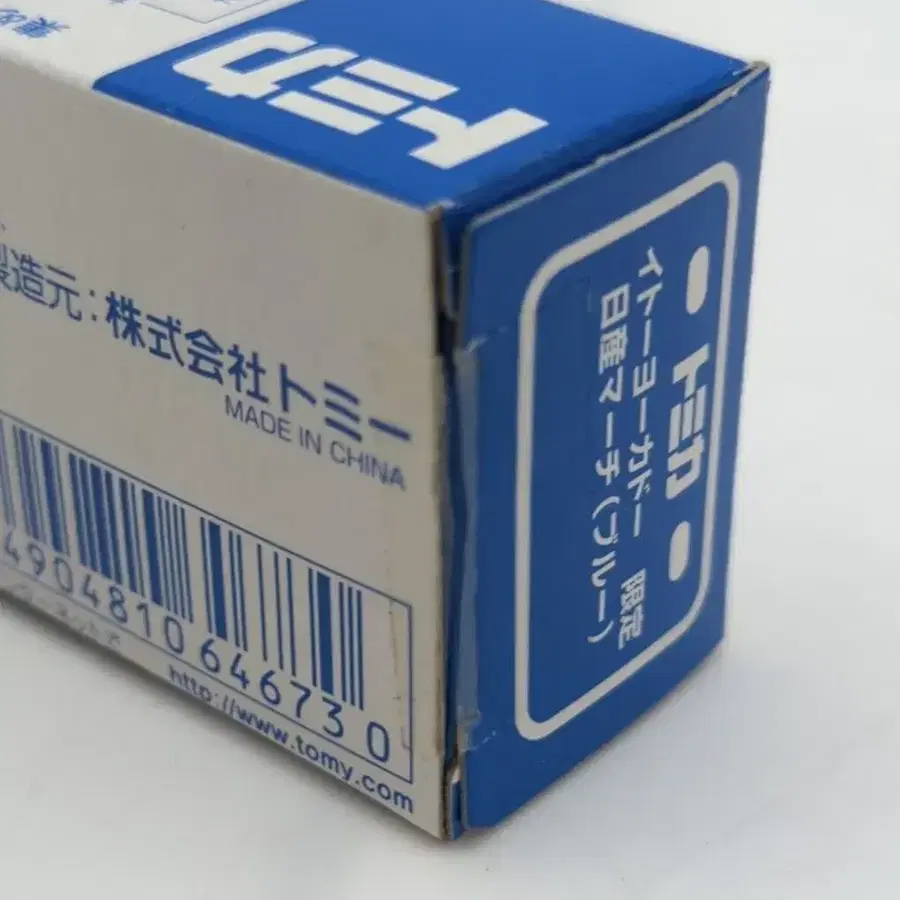 トミカ
製造元：株式会社トミー
MADE IN CHINA
4904810646730
http://www.tomy.com
トミカ
イトーヨーカドー 限定
日産マーチ（ブルー）